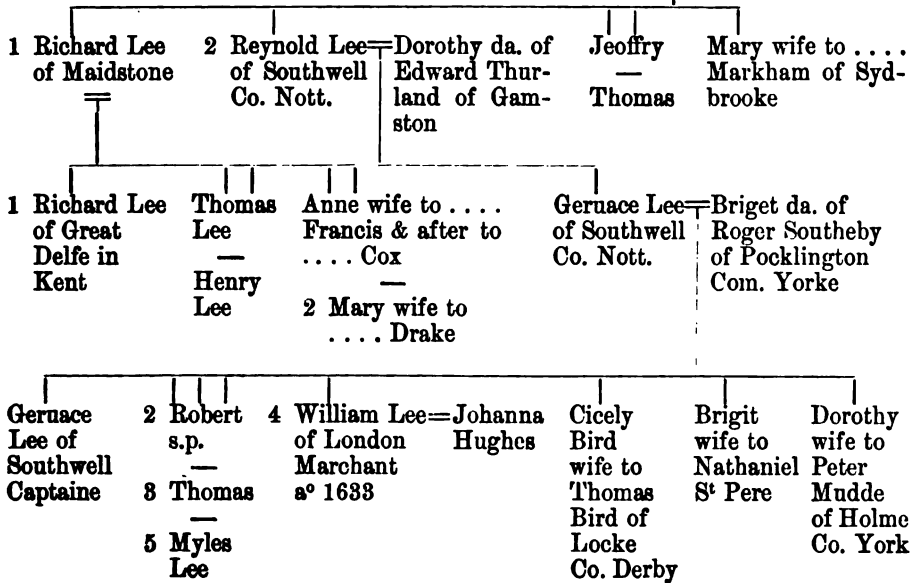 1 Richard Lee
of Maidstone
2 Reynold Lee
of Southwell
Co. Nott.
Dorothy da. of
Edward Thur-
land of Gam-
ston
Jeoffry
—
Thomas
Mary wife to ....
Markham of Syd-
brooke
1 Richard Lee
of Great
Delfe in
Kent
Thomas
Lee
—
Henry
Lee
Anne wife to ....
Francis & after to
.... Cox
—
2 Mary wife to
.... Drake
Geruace Lee
of Southwell
Co. Nott.
Briget da. of
Roger Southeby
of Pocklington
Com. Yorke
Geruace
Lee of
Southwell
Captaine
2 Robert
s.p.
—
3 Thomas
—
5 Myles
Lee
4 William Lee
of London
Marchant
aº 1633
Johanna
Hughes
Cicely
Bird
wife to
Thomas
Bird of
Locke
Co. Derby
Brigit
wife to
Nathaniel
Sᵗ Pere
Dorothy
wife to
Peter
Mudde
of Holme
Co. York